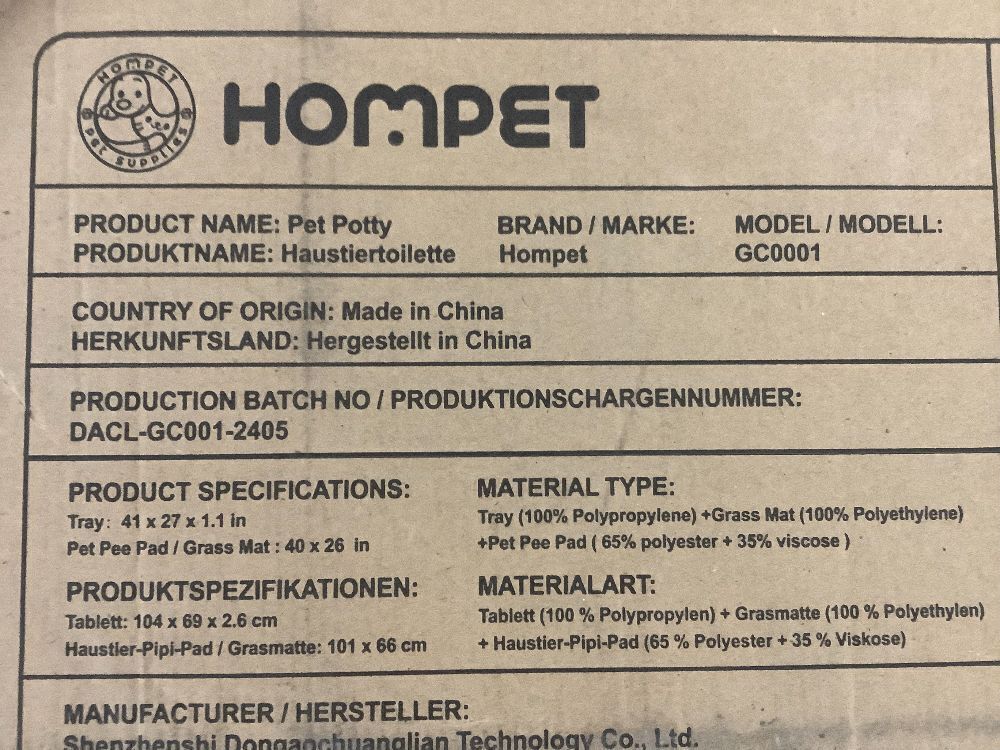 HOMPET
Pet Supplies
HOMPET
PRODUCT NAME: Pet Potty
PRODUKTNAME: Haustiertoilette
BRAND / MARKE:
Hompet
MODEL / MODELL:
GC0001
COUNTRY OF ORIGIN: Made in China
HERKUNFTSLAND: Hergestellt in China
PRODUCTION BATCH NO / PRODUKTIONSCHARGENNUMMER:
DACL-GC001-2405
PRODUCT SPECIFICATIONS:
Tray: 41 x 27 x 1.1 in
Pet Pee Pad / Grass Mat : 40 x 26 in
MATERIAL TYPE:
Tray (100% Polypropylene) +Grass Mat (100% Polyethylene)
+Pet Pee Pad ( 65% polyester + 35% viscose )
PRODUKTSPEZIFIKATIONEN:
Tablett: 104 x 69 x 2.6 cm
Haustier-Pipi-Pad / Grasmatte: 101 x 66 cm
MATERIALART:
Tablett (100 % Polypropylen) + Grasmatte (100 % Polyethylen)
+ Haustier-Pipi-Pad (65 % Polyester + 35 % Viskose)
MANUFACTURER / HERSTELLER:
Shenzhenshi Dongaochuanglian Technology Co., Ltd.